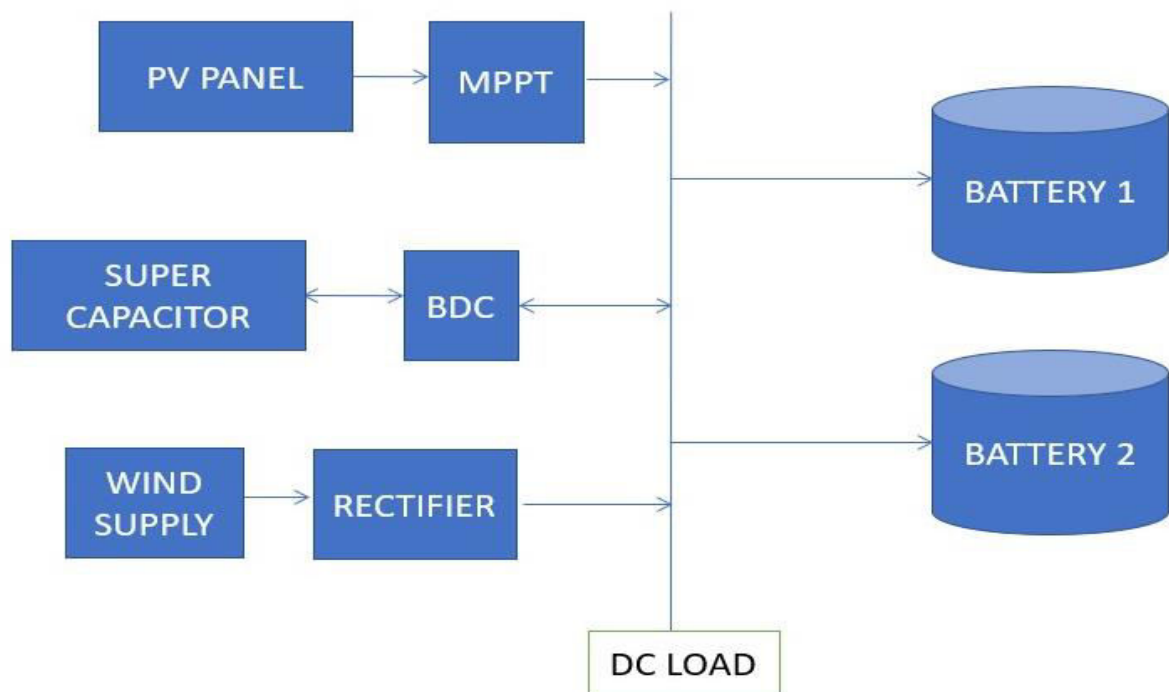 PV PANEL
MPPT
BATTERY 1
SUPER
CAPACITOR
BDC
BATTERY 2
WIND
SUPPLY
RECTIFIER
DC LOAD